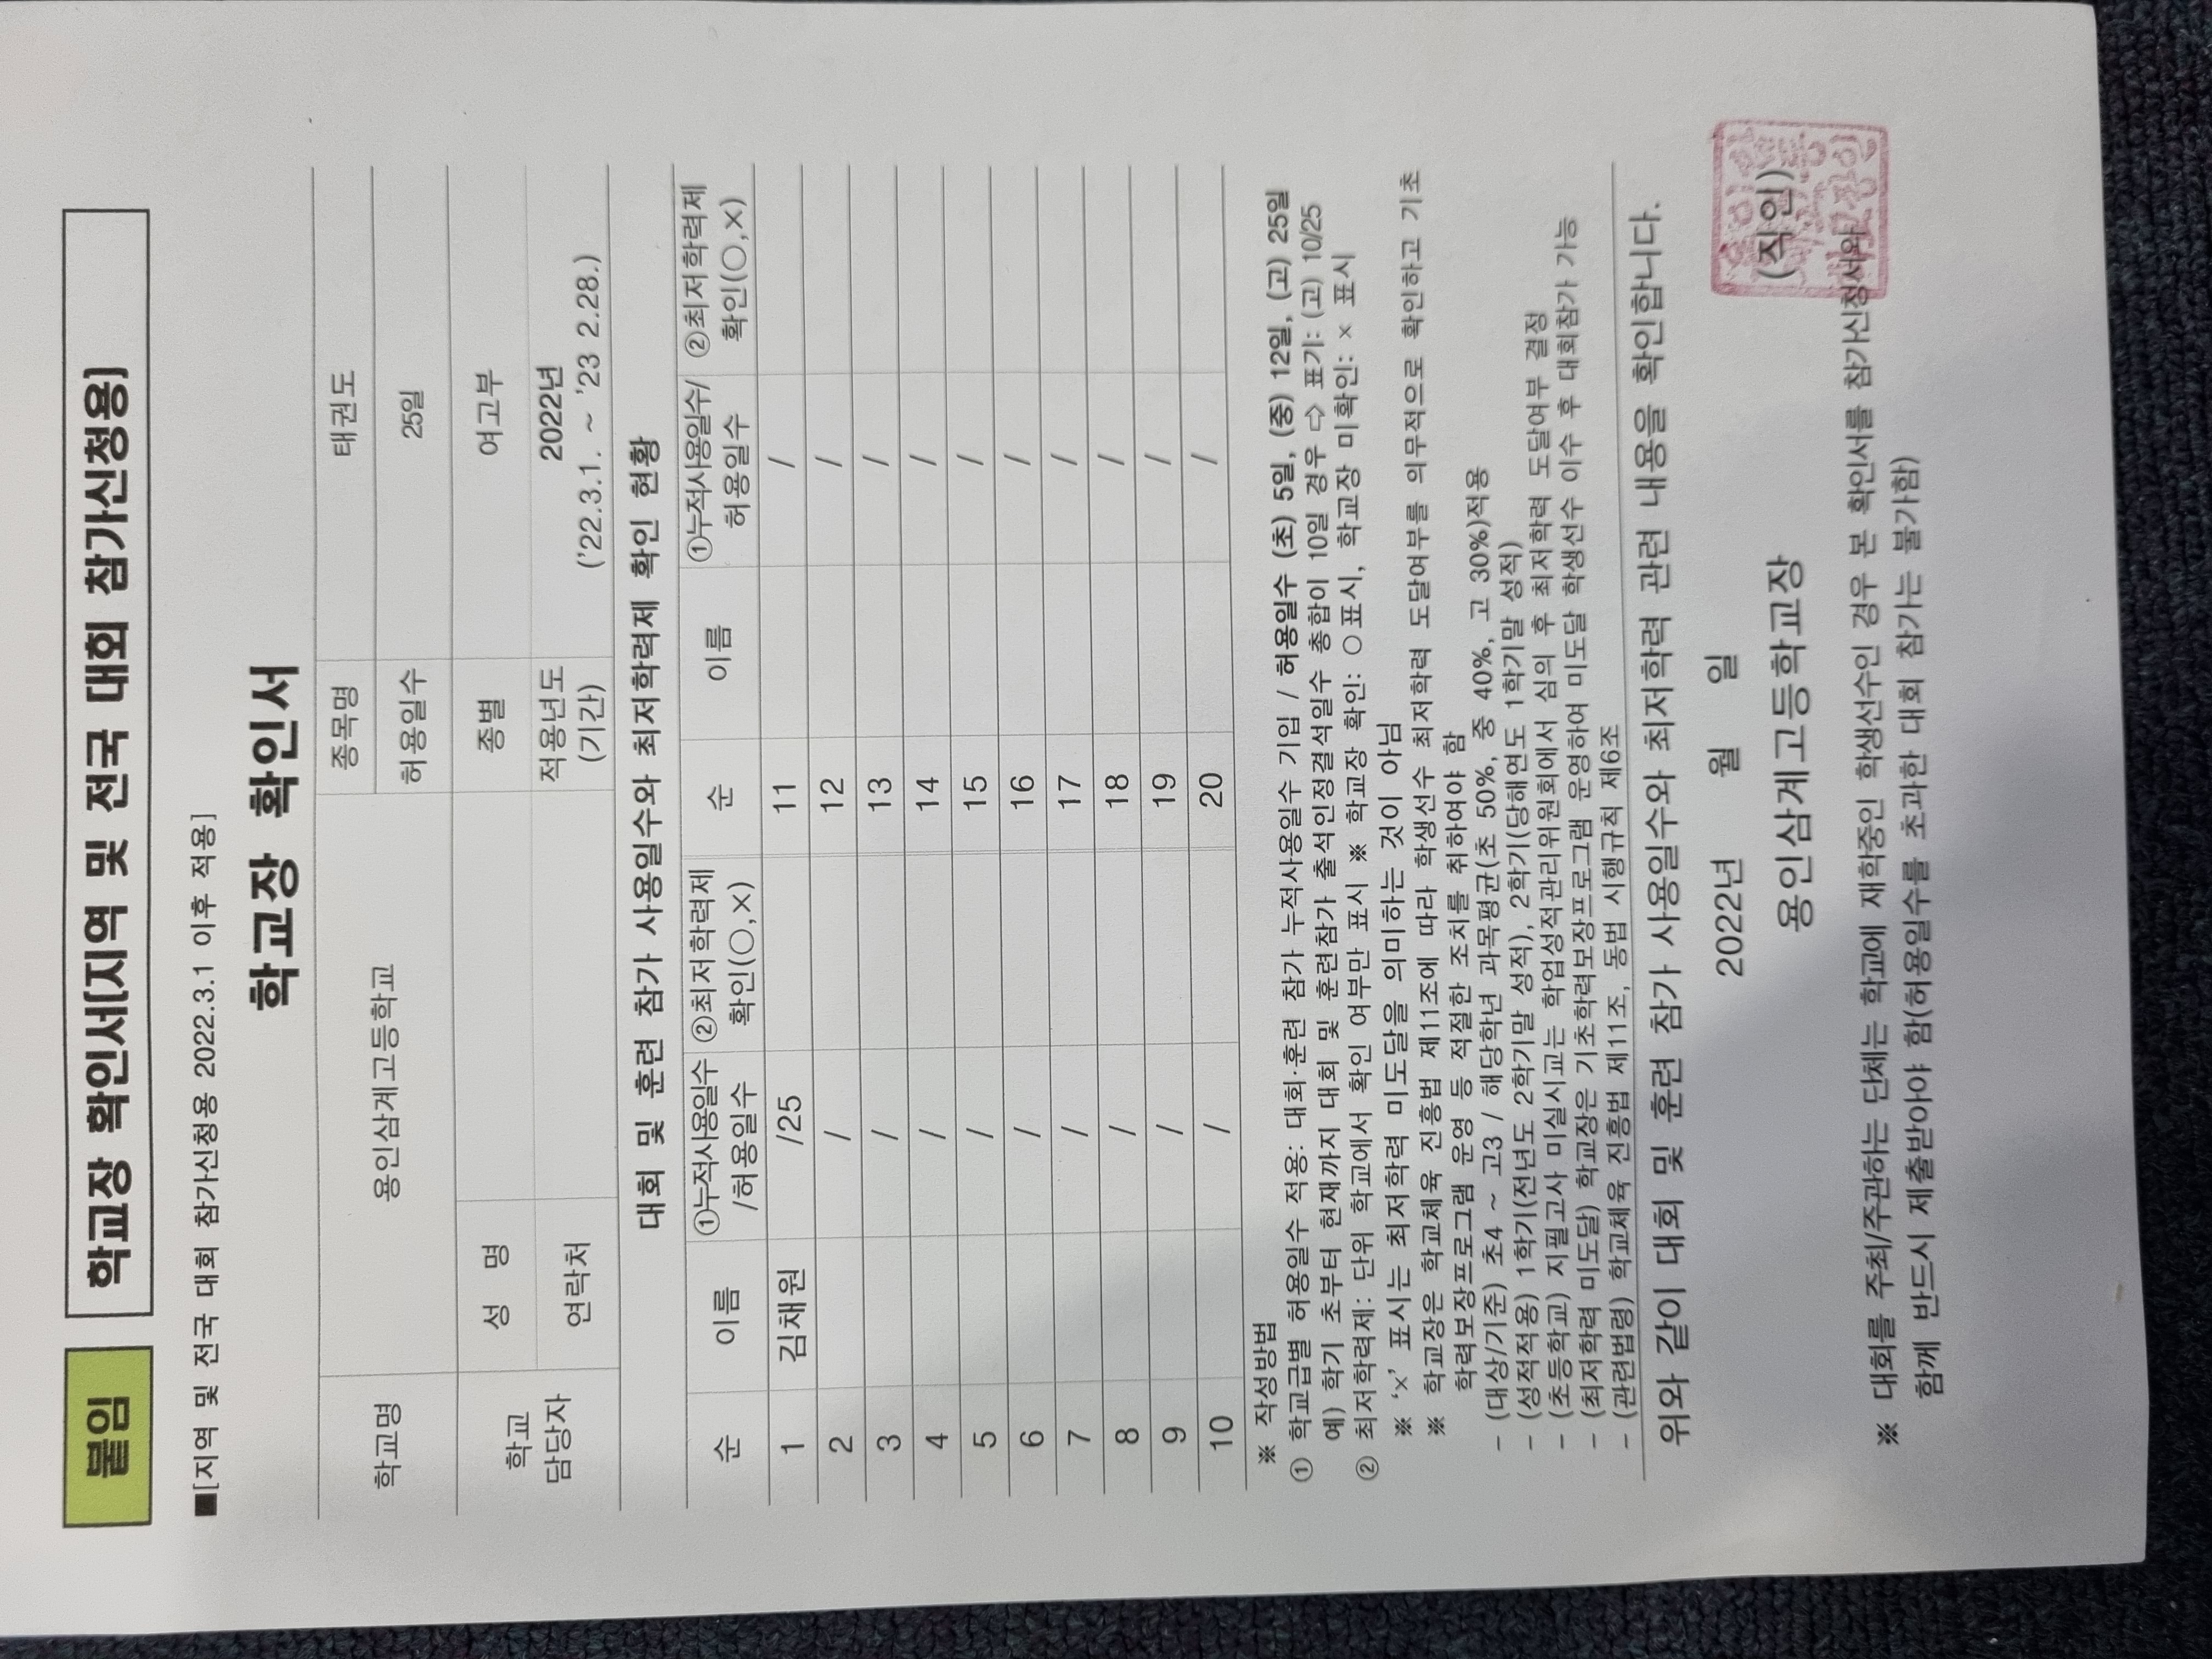 붙임
학교장 확인서[지역 및 전국 대회 참가신청용]
■[지역 및 전국 대회 참가신청용 2022.3.1 이후 적용]
학교장 확인서
학교명 용인삼계고등학교 종목명 태권도
허용일수 25일
학교 담당자 성 명 종별 여고부
연락처 적용년도 (기간) 2022년 ('22.3.1. ~ '23 2.28.)
대회 및 훈련 참가 사용일수와 최저학력제 확인 현황
순 이름 ①누적사용일수 /허용일수 ②최저학력제 확인(○,×) 순 이름 ①누적사용일수/ 허용일수 ②최저학력제 확인(○,×)
1 김채원 /25 11 /
2 / 12 /
3 / 13 /
4 / 14 /
5 / 15 /
6 / 16 /
7 / 17 /
8 / 18 /
9 / 19 /
10 / 20 /
※ 작성방법
① 학교급별 허용일수 적용: 대회·훈련 참가 누적사용일수 기입 / 허용일수 (초) 5일, (중) 12일, (고) 25일
예) 학기 초부터 현재까지 대회 및 훈련참가 출석인정결석일수 총합이 10일 경우 ⇨ 표기: (고) 10/25
② 최저학력제: 단위 학교에서 확인 여부만 표시 ※ 학교장 확인: ○표시, 학교장 미확인: × 표시
※ '×' 표시는 최저학력 미도달을 의미하는 것이 아님
※ 학교장은 학교체육 진흥법 제11조에 따라 학생선수 최저학력 도달여부를 의무적으로 확인하고 기초
학력보장프로그램 운영 등 적절한 조치를 취하여야 함
- (대상/기준) 초4 ~ 고3 / 해당학년 과목평균(초 50%, 중 40%, 고 30%)적용
- (성적적용) 1학기(전년도 2학기말 성적), 2학기(당해연도 1학기말 성적)
- (초등학교) 지필고사 미실시교는 학업성적관리위원회에서 심의 후 최저학력 도달여부 결정
- (최저학력 미도달) 학교장은 기초학력보장프로그램 운영하여 미도달 학생선수 이수 후 대회참가 가능
- (관련법령) 학교체육 진흥법 제11조, 동법 시행규칙 제6조
위와 같이 대회 및 훈련 참가 사용일수와 최저학력 관련 내용을 확인합니다.
2022년 월 일
용인삼계고등학교장 (직인)
※ 대회를 주최/주관하는 단체는 학교에 재학중인 학생선수인 경우 본 확인서를 참가신청서와
함께 반드시 제출받아야 함(허용일수를 초과한 대회 참가는 불가함)